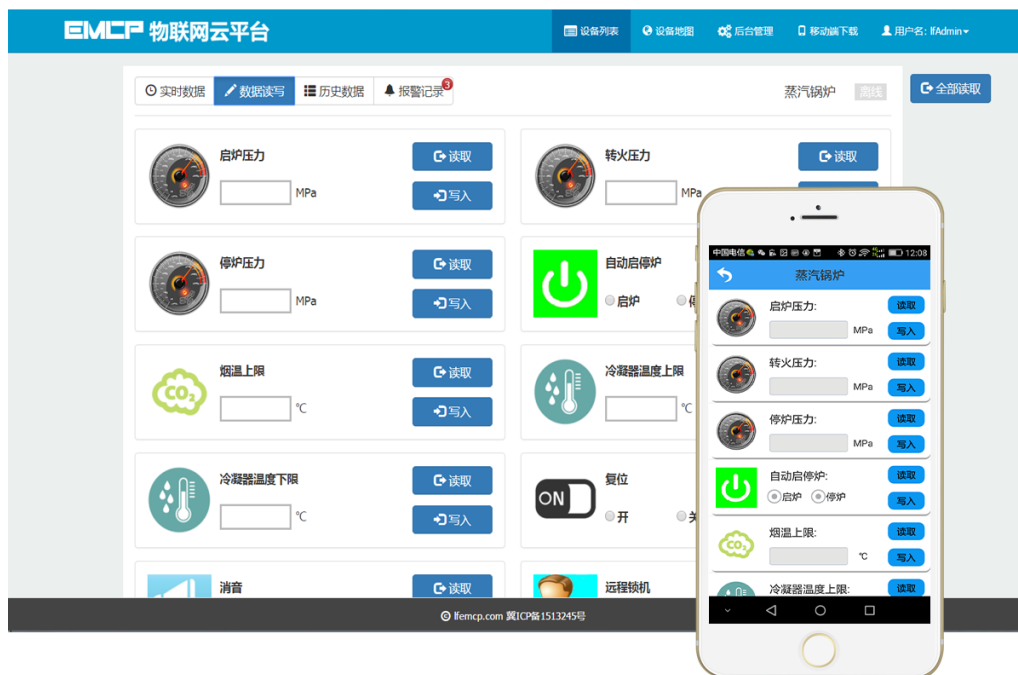 EMCP 物联网云平台
设备列表 设备地图 后台管理 移动端下载 用户名: lfAdmin
实时数据 数据读写 历史数据 报警记录 3
蒸汽锅炉 离线 全部读取
启炉压力 读取
MPa 写入
转火压力 读取
MPa
停炉压力 读取
MPa 写入
自动启停炉
启炉
烟温上限 读取
CO₂
℃ 写入
冷凝器温度上限
℃
冷凝器温度下限 读取
℃ 写入
复位
ON
开
消音 读取
远程锁机
© lfemcp.com 冀ICP备1513245号
中国电信 12:08
蒸汽锅炉
启炉压力: 读取
MPa 写入
转火压力: 读取
MPa 写入
停炉压力: 读取
MPa 写入
自动启停炉: 读取
启炉 停炉 写入
烟温上限: 读取
CO₂
℃ 写入
冷凝器温度上限: 读取